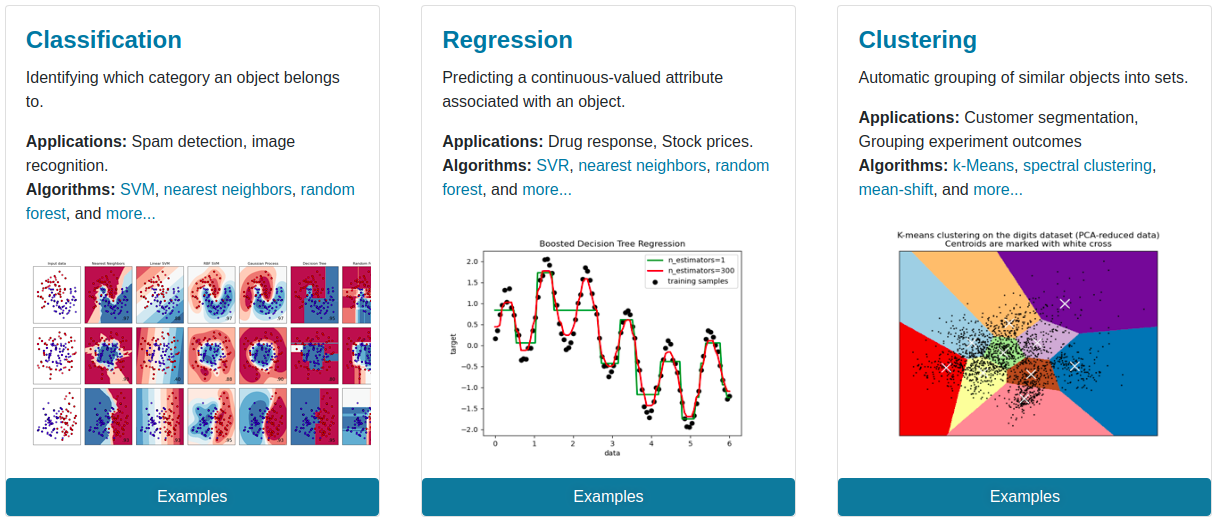 Classification
Identifying which category an object belongs
to.
Applications: Spam detection, image
recognition.
Algorithms: SVM, nearest neighbors, random
forest, and more...
Input data
Nearest Neighbors
Linear SVM
RBF SVM
Gaussian Process
Decision Tree
Random
Examples
Regression
Predicting a continuous-valued attribute
associated with an object.
Applications: Drug response, Stock prices.
Algorithms: SVR, nearest neighbors, random
forest, and more...
Boosted Decision Tree Regression
n_estimators=1
n_estimators=300
training samples
target
2.0
1.5
1.0
0.5
0.0
−0.5
−1.0
−1.5
−2.0
0 1 2 3 4 5 6
data
Examples
Clustering
Automatic grouping of similar objects into sets.
Applications: Customer segmentation,
Grouping experiment outcomes
Algorithms: k-Means, spectral clustering,
mean-shift, and more...
K-means clustering on the digits dataset (PCA-reduced data)
Centroids are marked with white cross
Examples